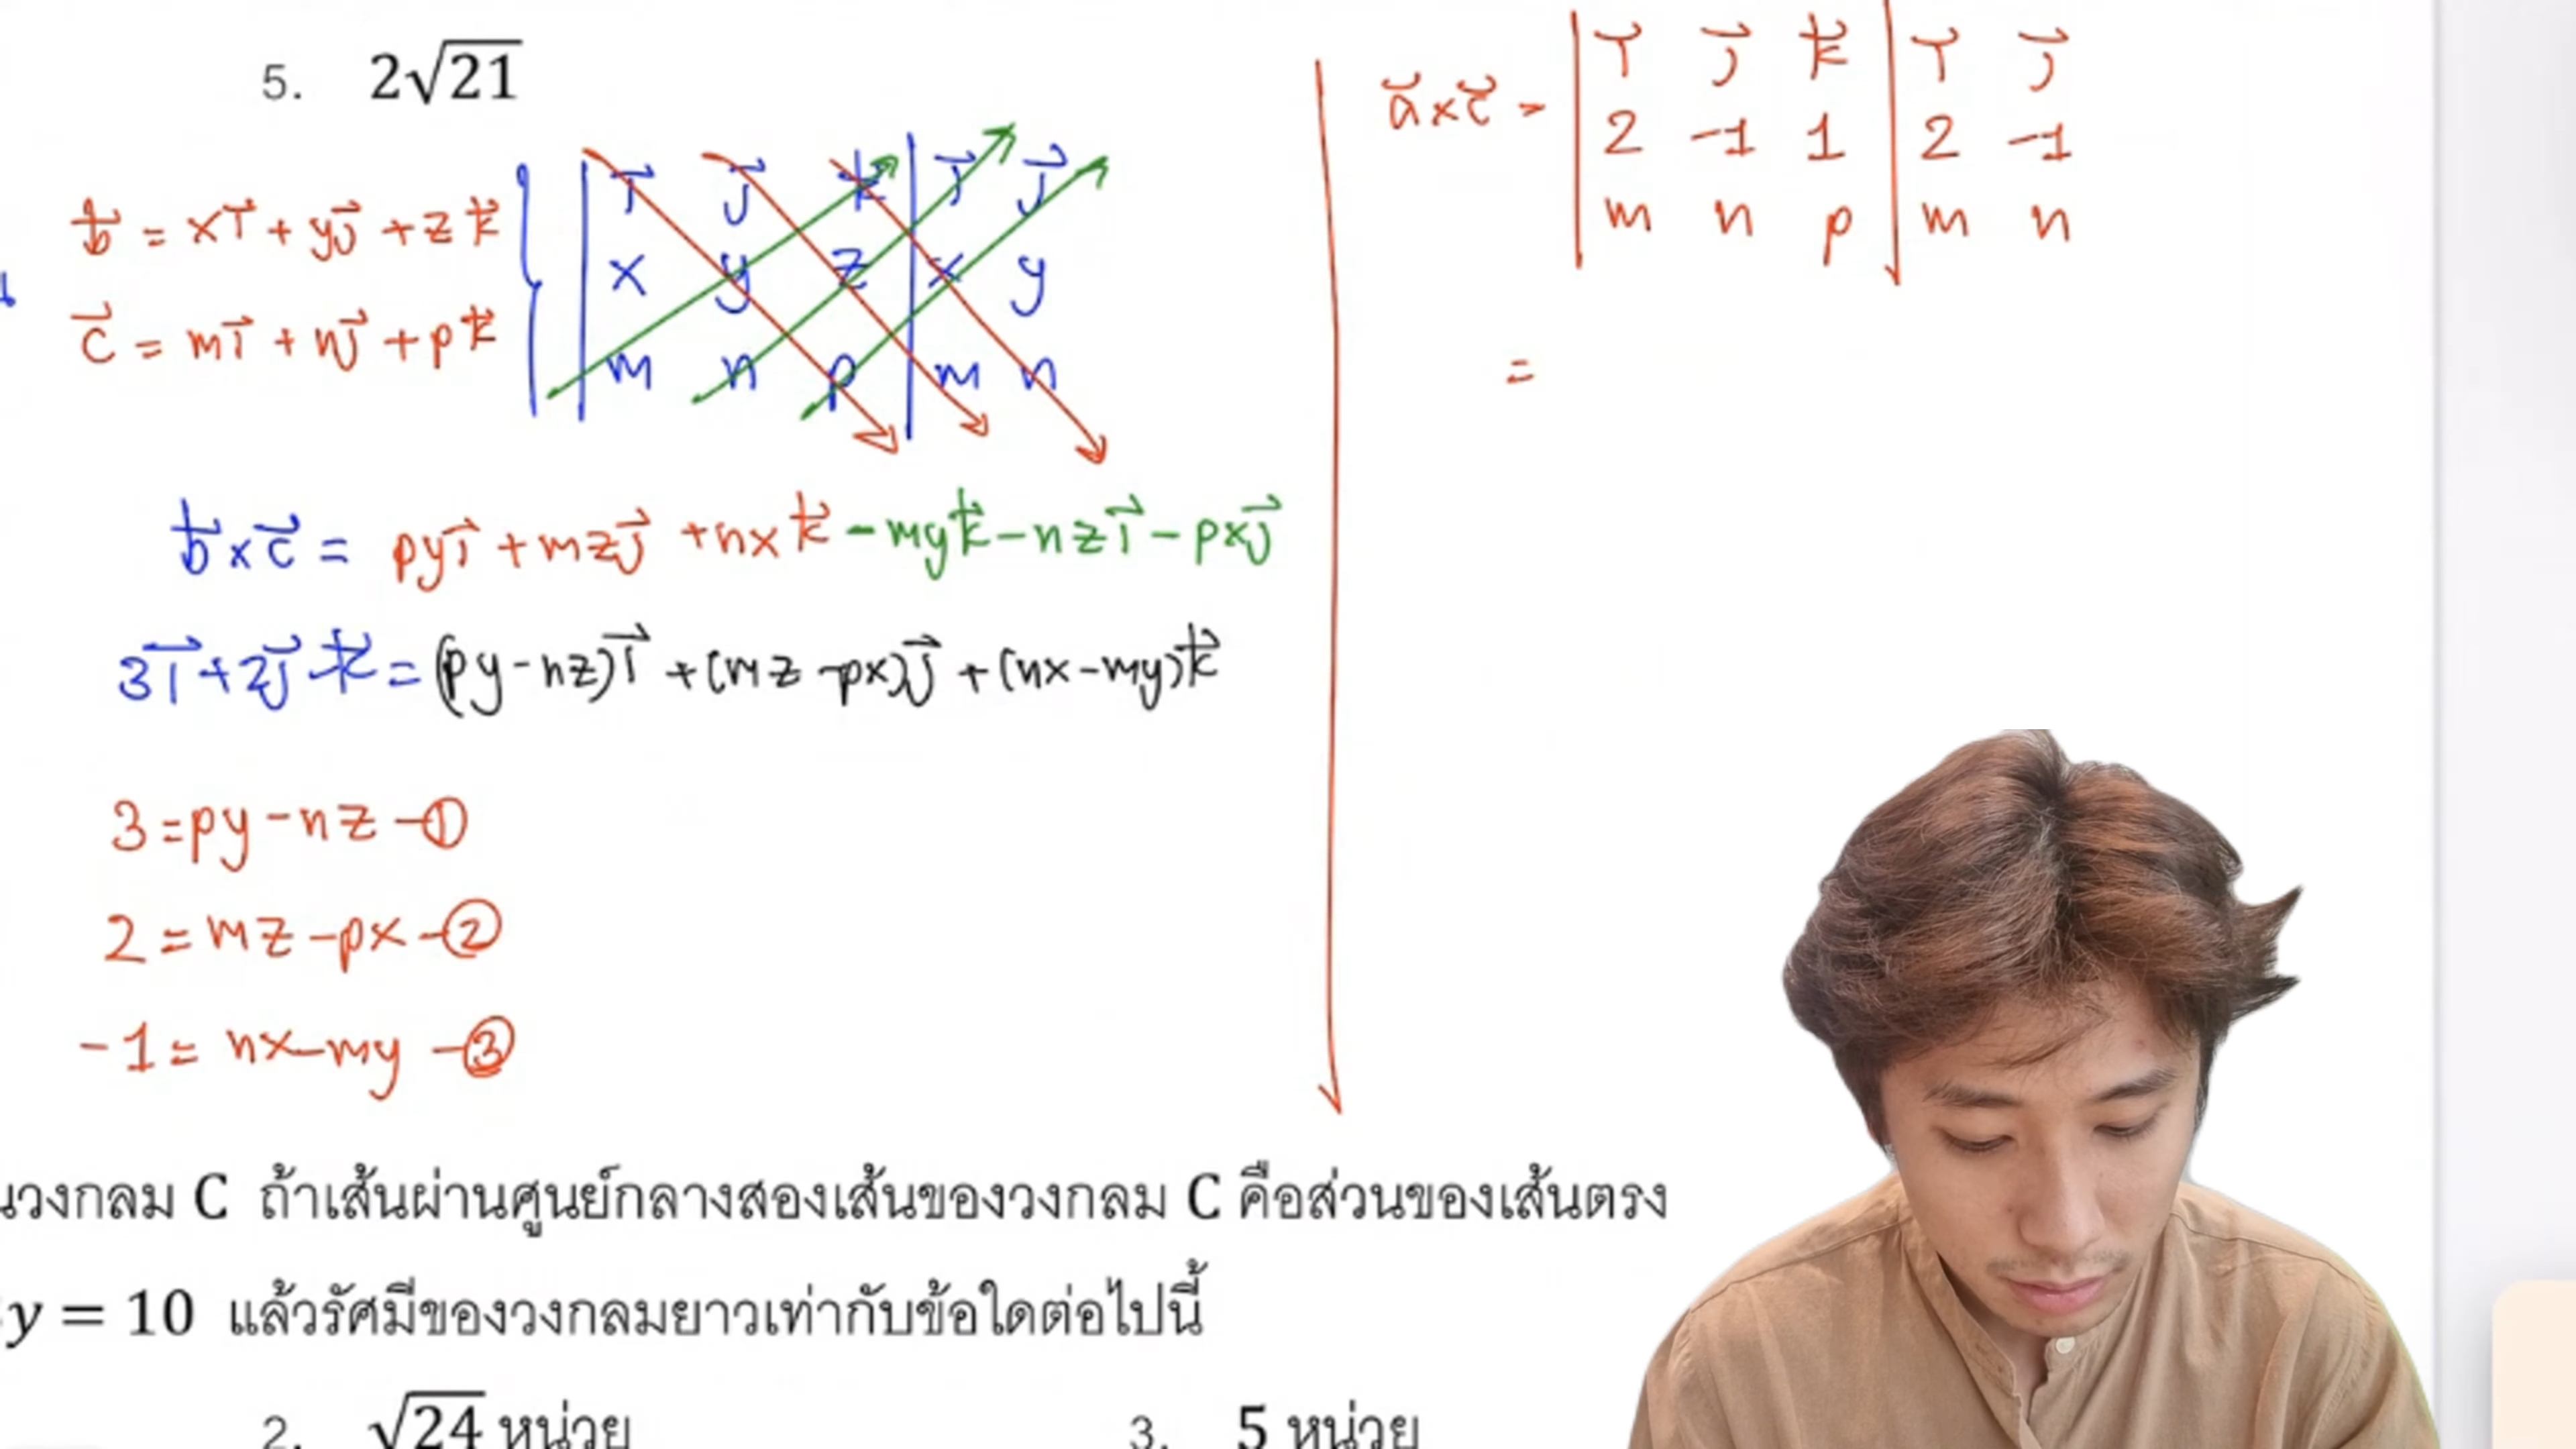 5. 2√21
b⃗ = xi⃗ + yj⃗ + zk⃗
c⃗ = mi⃗ + nj⃗ + pk⃗
i⃗ j⃗ k⃗ i⃗ j⃗
x y z x y
m n p m n
b⃗ × c⃗ = pyi⃗ + mzj⃗ + nxk⃗ - myk⃗ - nzi⃗ - pxj⃗
3i⃗ + 2j⃗ - k⃗ = (py - nz)i⃗ + (mz - px)j⃗ + (nx - my)k⃗
3 = py - nz - ①
2 = mz - px - ②
-1 = nx - my - ③
a⃗ × c⃗ = i⃗ j⃗ k⃗ i⃗ j⃗
2 -1 1 2 -1
m n p m n
=
วงกลม C ถ้าเส้นผ่านศูนย์กลางสองเส้นของวงกลม C คือส่วนของเส้นตรง
y = 10 แล้วรัศมีของวงกลมยาวเท่ากับข้อใดต่อไปนี้
2. √24 หน่วย
3. 5 หน่วย